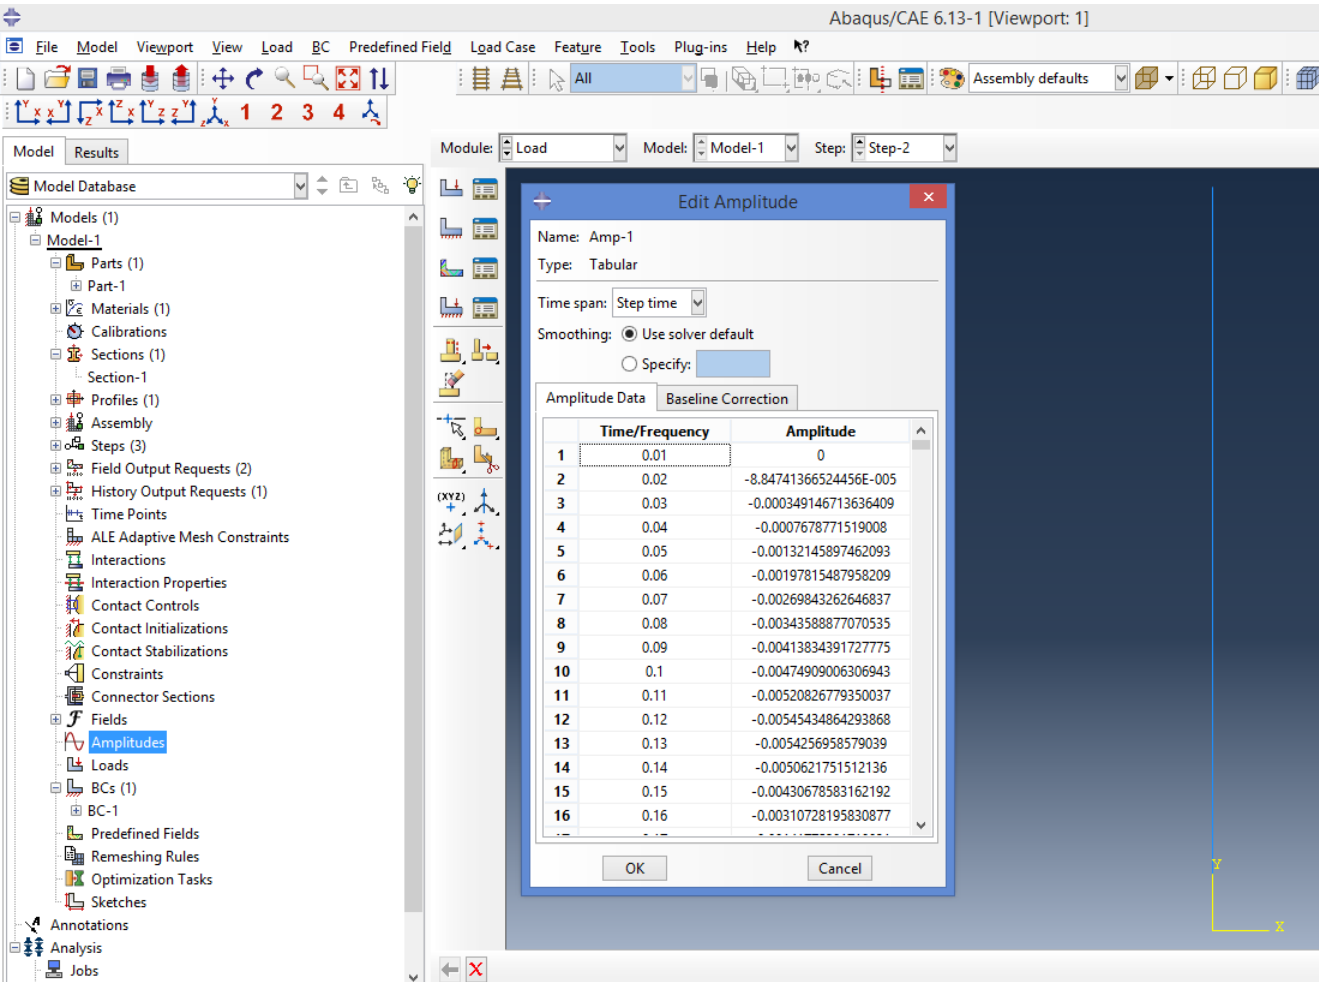 Abaqus/CAE 6.13-1 [Viewport: 1]
File Model Viewport View Load BC Predefined Field Load Case Feature Tools Plug-ins Help
All Assembly defaults
1 2 3 4
Model Results
Module: Load Model: Model-1 Step: Step-2
Model Database
Models (1)
Model-1
Parts (1)
Part-1
Materials (1)
Calibrations
Sections (1)
Section-1
Profiles (1)
Assembly
Steps (3)
Field Output Requests (2)
History Output Requests (1)
Time Points
ALE Adaptive Mesh Constraints
Interactions
Interaction Properties
Contact Controls
Contact Initializations
Contact Stabilizations
Constraints
Connector Sections
Fields
Amplitudes
Loads
BCs (1)
BC-1
Predefined Fields
Remeshing Rules
Optimization Tasks
Sketches
Annotations
Analysis
Jobs
(XYZ)
Edit Amplitude
Name: Amp-1
Type: Tabular
Time span: Step time
Smoothing: Use solver default
Specify:
Amplitude Data Baseline Correction
Time/Frequency Amplitude
1 0.01 0
2 0.02 -8.84741366524456E-005
3 0.03 -0.000349146713636409
4 0.04 -0.0007678771519008
5 0.05 -0.00132145897462093
6 0.06 -0.00197815487958209
7 0.07 -0.00269843262646837
8 0.08 -0.00343588877070535
9 0.09 -0.00413834391727775
10 0.1 -0.00474909006306943
11 0.11 -0.00520826779350037
12 0.12 -0.00545434864293868
13 0.13 -0.0054256958579039
14 0.14 -0.0050621751512136
15 0.15 -0.00430678583162192
16 0.16 -0.00310728195830877
OK Cancel
Y
X